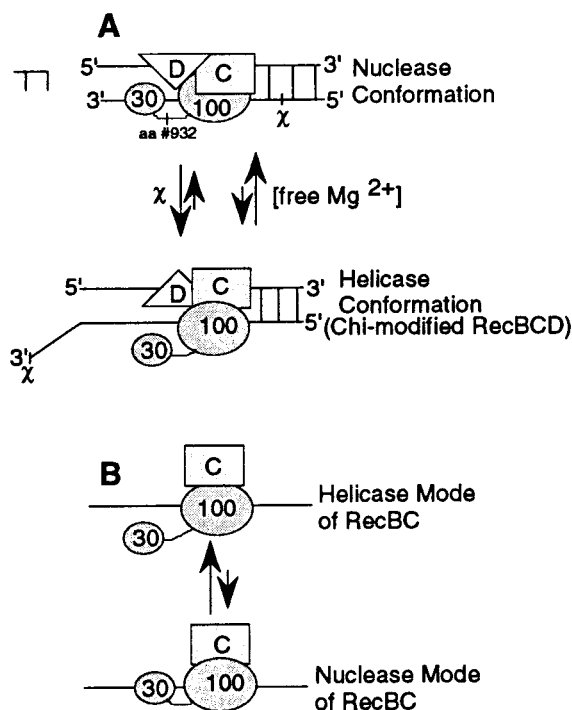 A
5' D C 3' Nuclease
3' 30 100 5' Conformation
aa #932 χ
χ [free Mg 2+]
5' D C 3' Helicase
Conformation
100 5' (Chi-modified RecBCD)
3' 30
χ
B C
100 Helicase Mode
30 of RecBC
C
30 100 Nuclease Mode
of RecBC